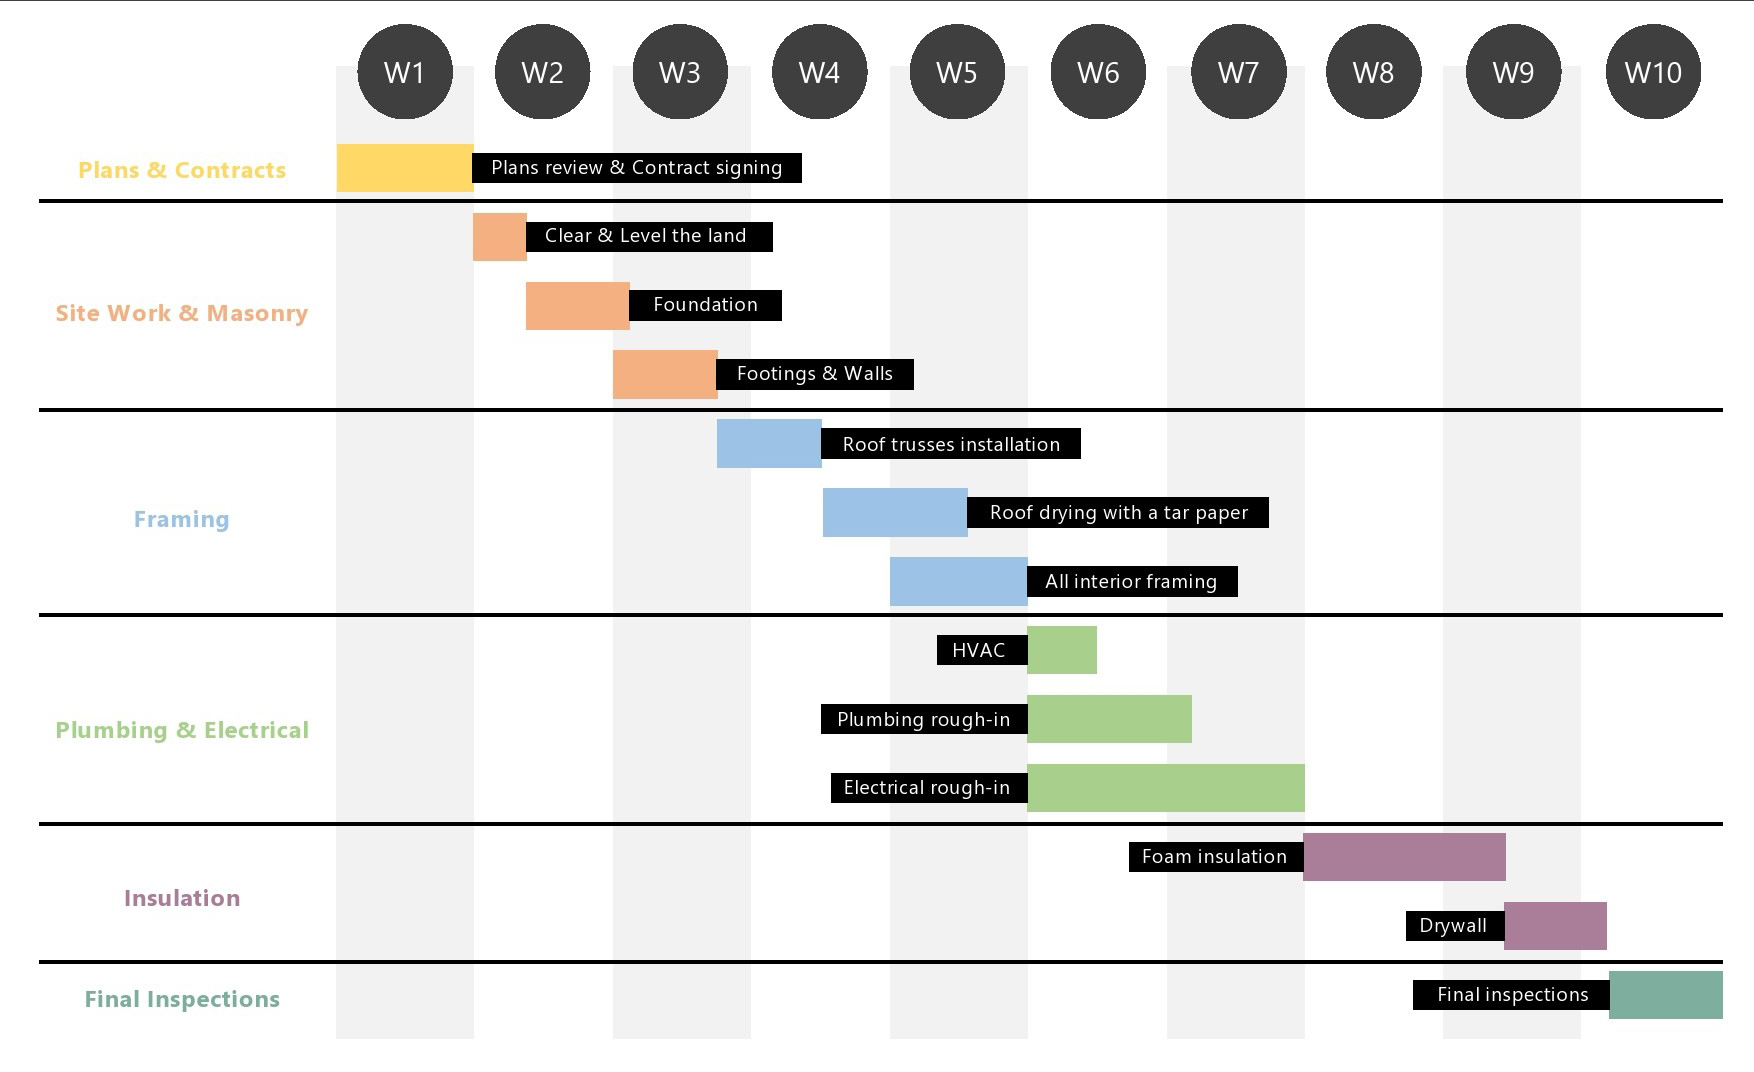 W1 W2 W3 W4 W5 W6 W7 W8 W9 W10
Plans & Contracts
Plans review & Contract signing
Clear & Level the land
Site Work & Masonry
Foundation
Footings & Walls
Roof trusses installation
Framing
Roof drying with a tar paper
All interior framing
HVAC
Plumbing & Electrical
Plumbing rough-in
Electrical rough-in
Foam insulation
Insulation
Drywall
Final Inspections
Final inspections